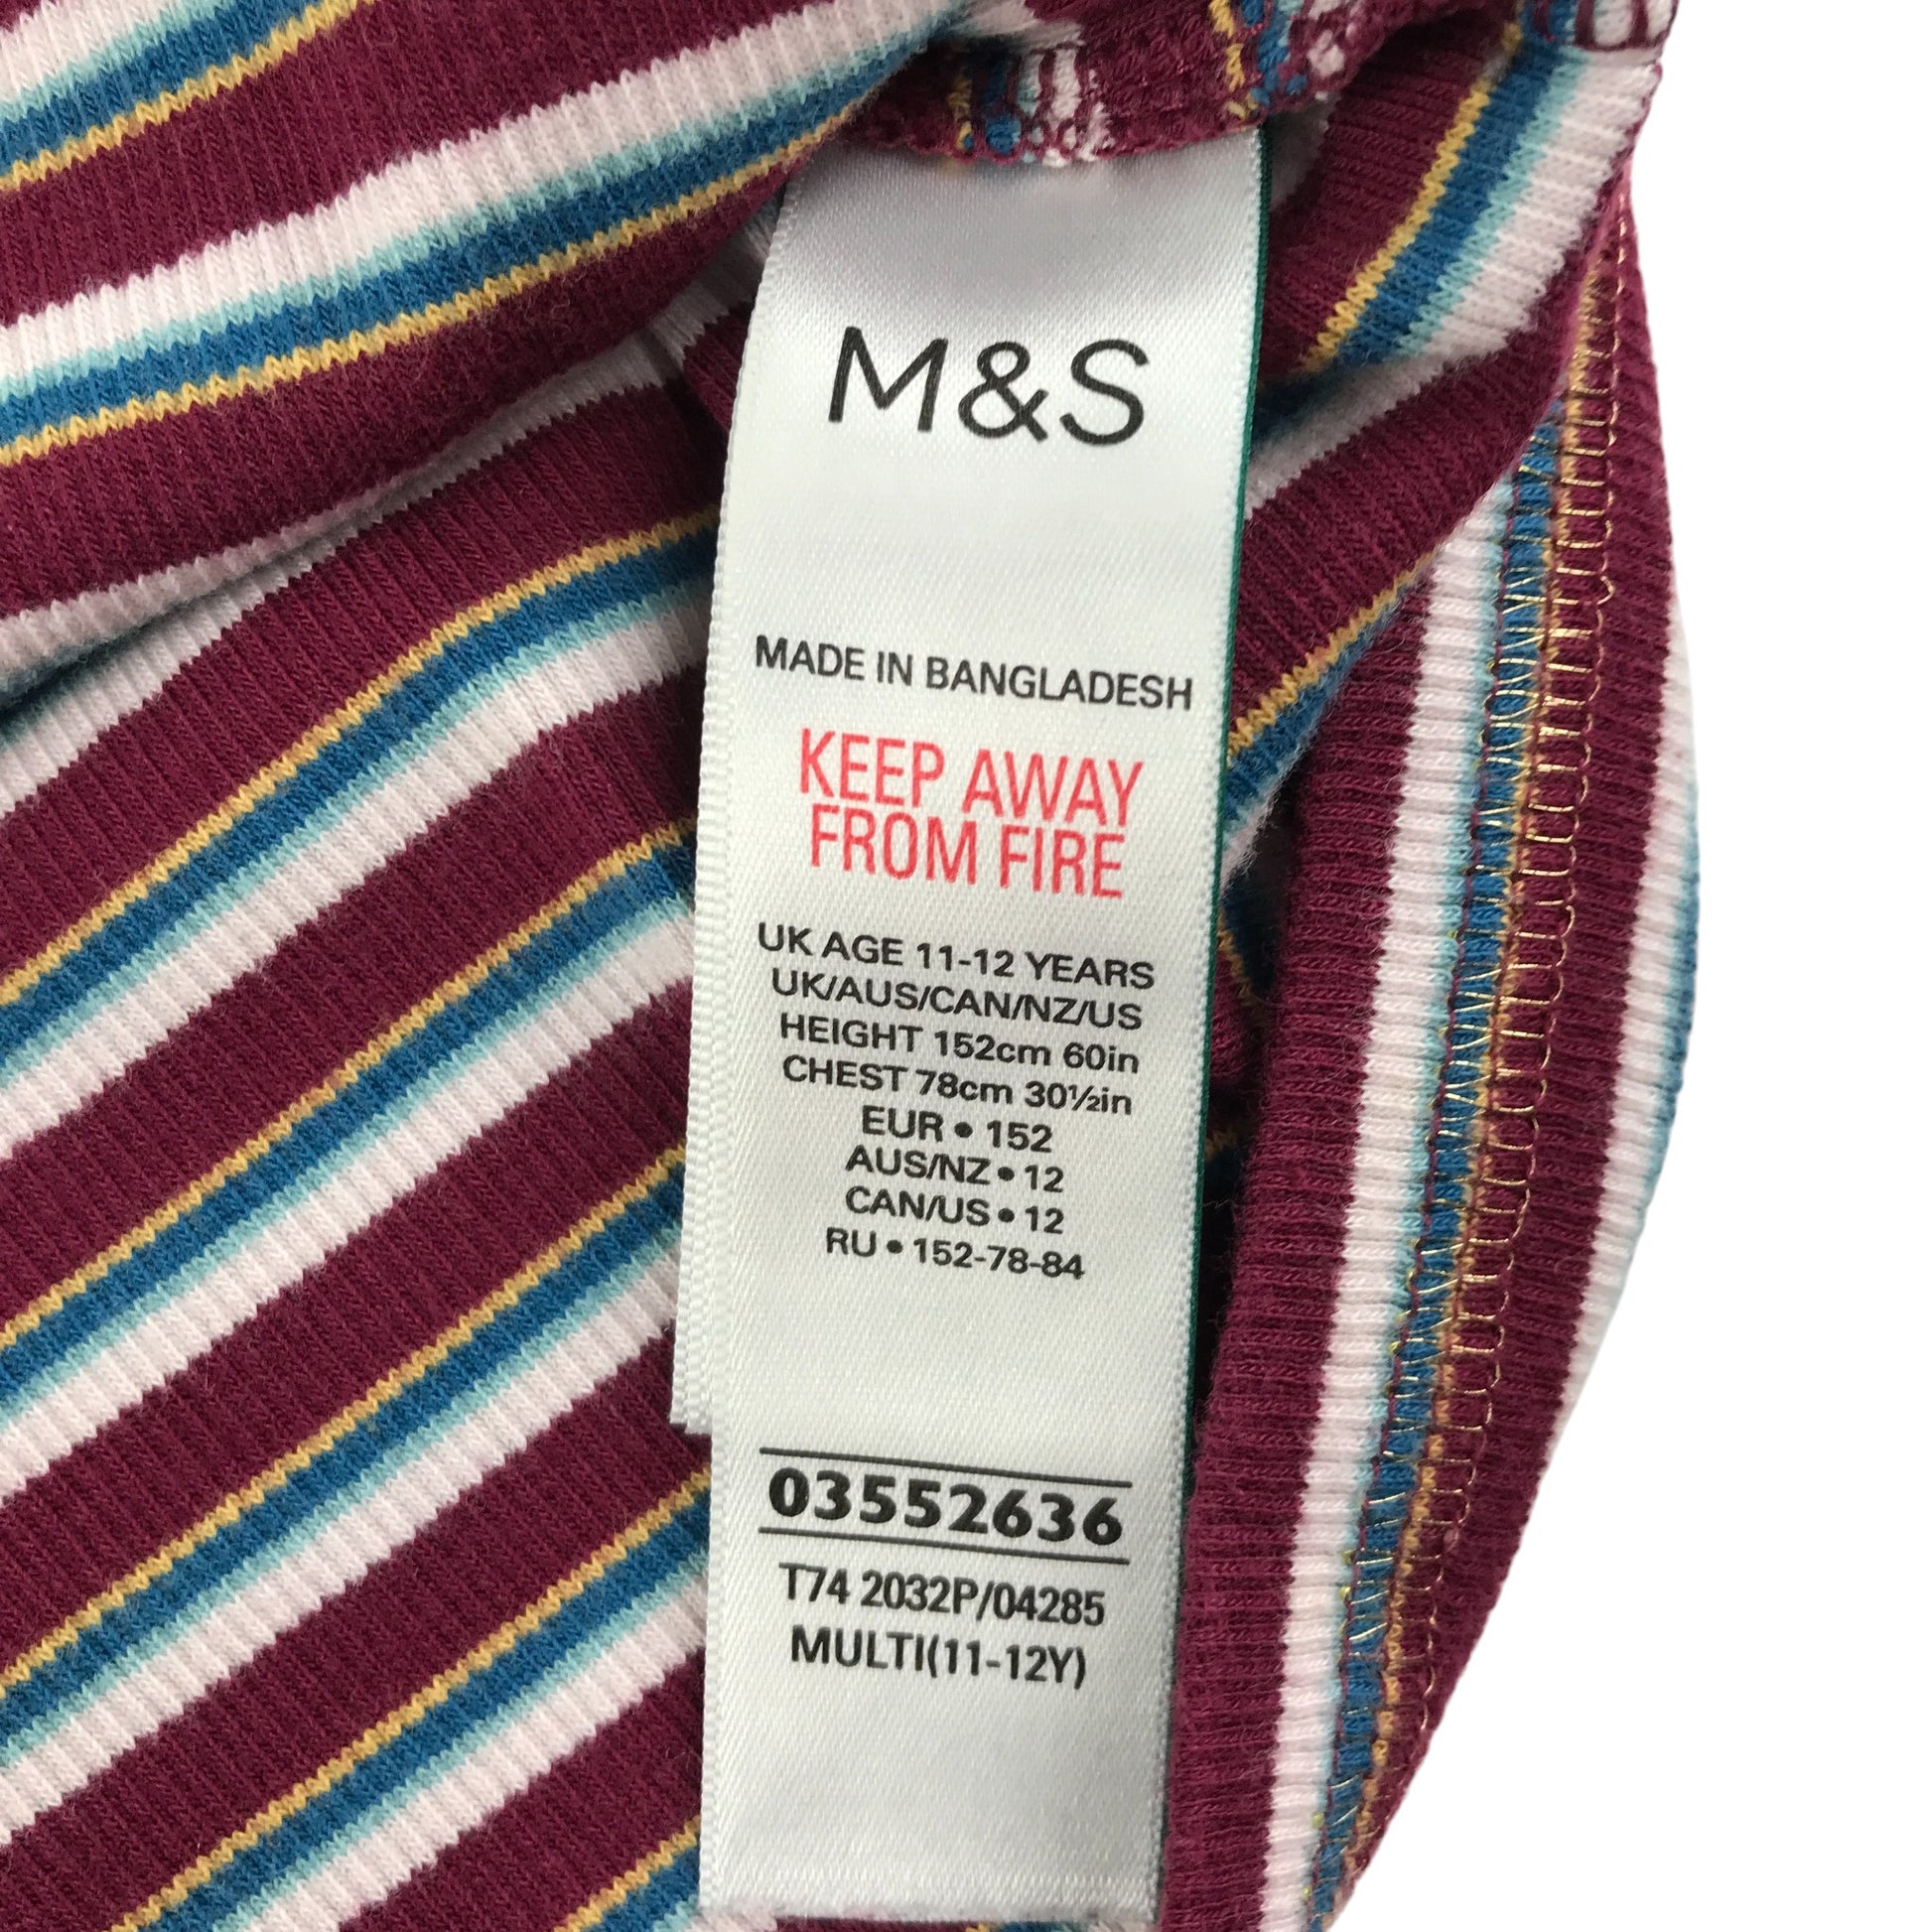 M&S
MADE IN BANGLADESH
KEEP AWAY
FROM FIRE
UK AGE 11-12 YEARS
UK/AUS/CAN/NZ/US
HEIGHT 152cm 60in
CHEST 78cm 30½in
EUR • 152
AUS/NZ • 12
CAN/US • 12
RU • 152-78-84
03552636
T74 2032P/04285
MULTI(11-12Y)